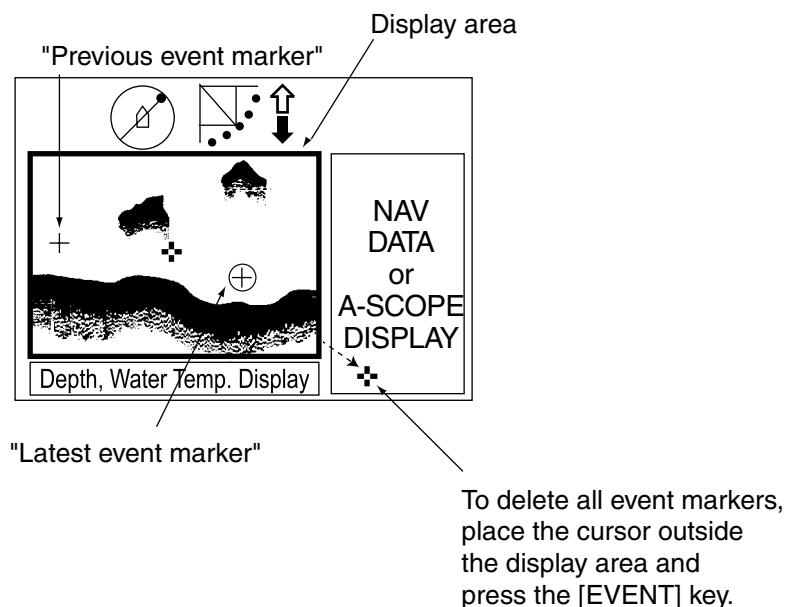 Display area
"Previous event marker"
NAV
DATA
or
A-SCOPE
DISPLAY
Depth, Water Temp. Display
"Latest event marker"
To delete all event markers,
place the cursor outside
the display area and
press the [EVENT] key.